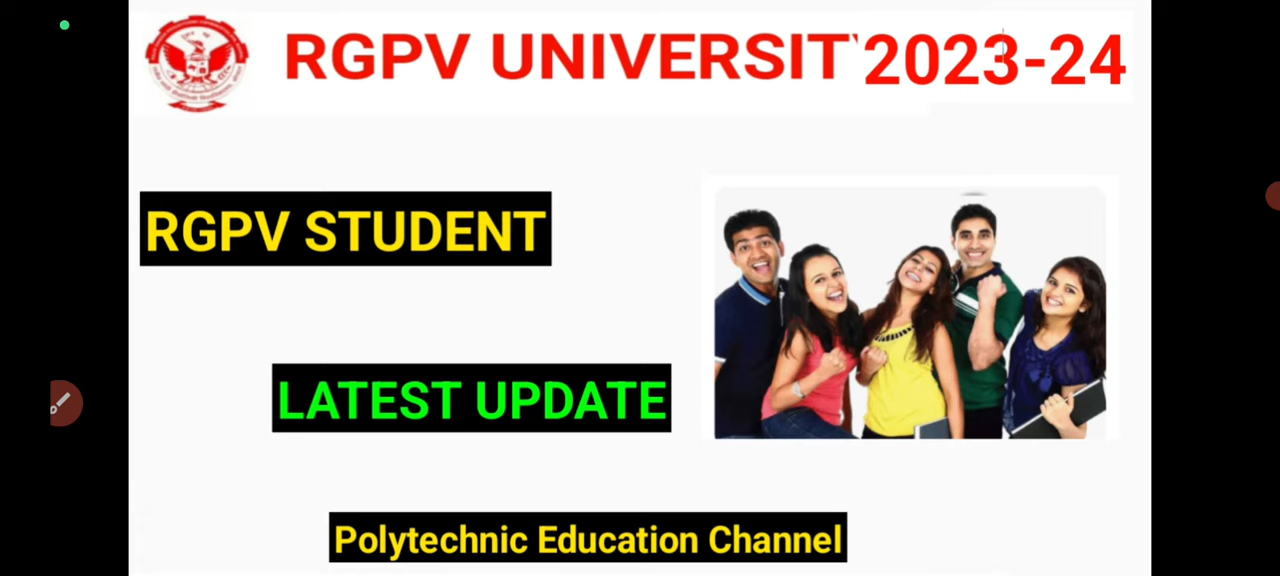 RGPV UNIVERSIT 2023-24
RGPV STUDENT
LATEST UPDATE
Polytechnic Education Channel